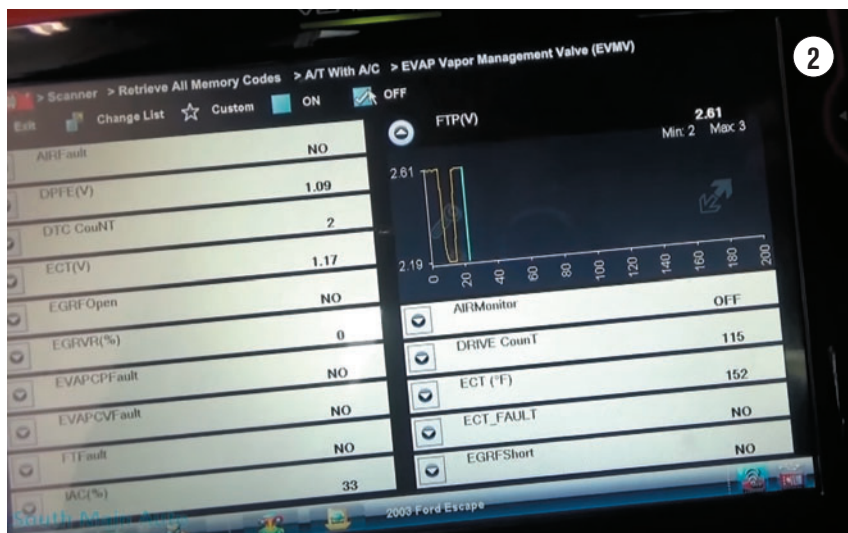 2
> Scanner > Retrieve All Memory Codes > A/T With A/C > EVAP Vapor Management Valve (EVMV)
Exit Change List Custom ON OFF
AIRFault NO
DPFE(V) 1.09
DTC CouNT 2
ECT(V) 1.17
EGRFOpen NO
EGRVR(%) 0
EVAPCPFault NO
EVAPCVFault NO
FTFault NO
IAC(%) 33
FTP(V) 2.61
Min: 2 Max: 3
2.61
2.19
0 20 40 60 80 100 120 140 160 180 200
AIRMonitor OFF
DRIVE CounT 115
ECT (°F) 152
ECT_FAULT NO
EGRFShort NO
South Main Auto
2003 Ford Escape